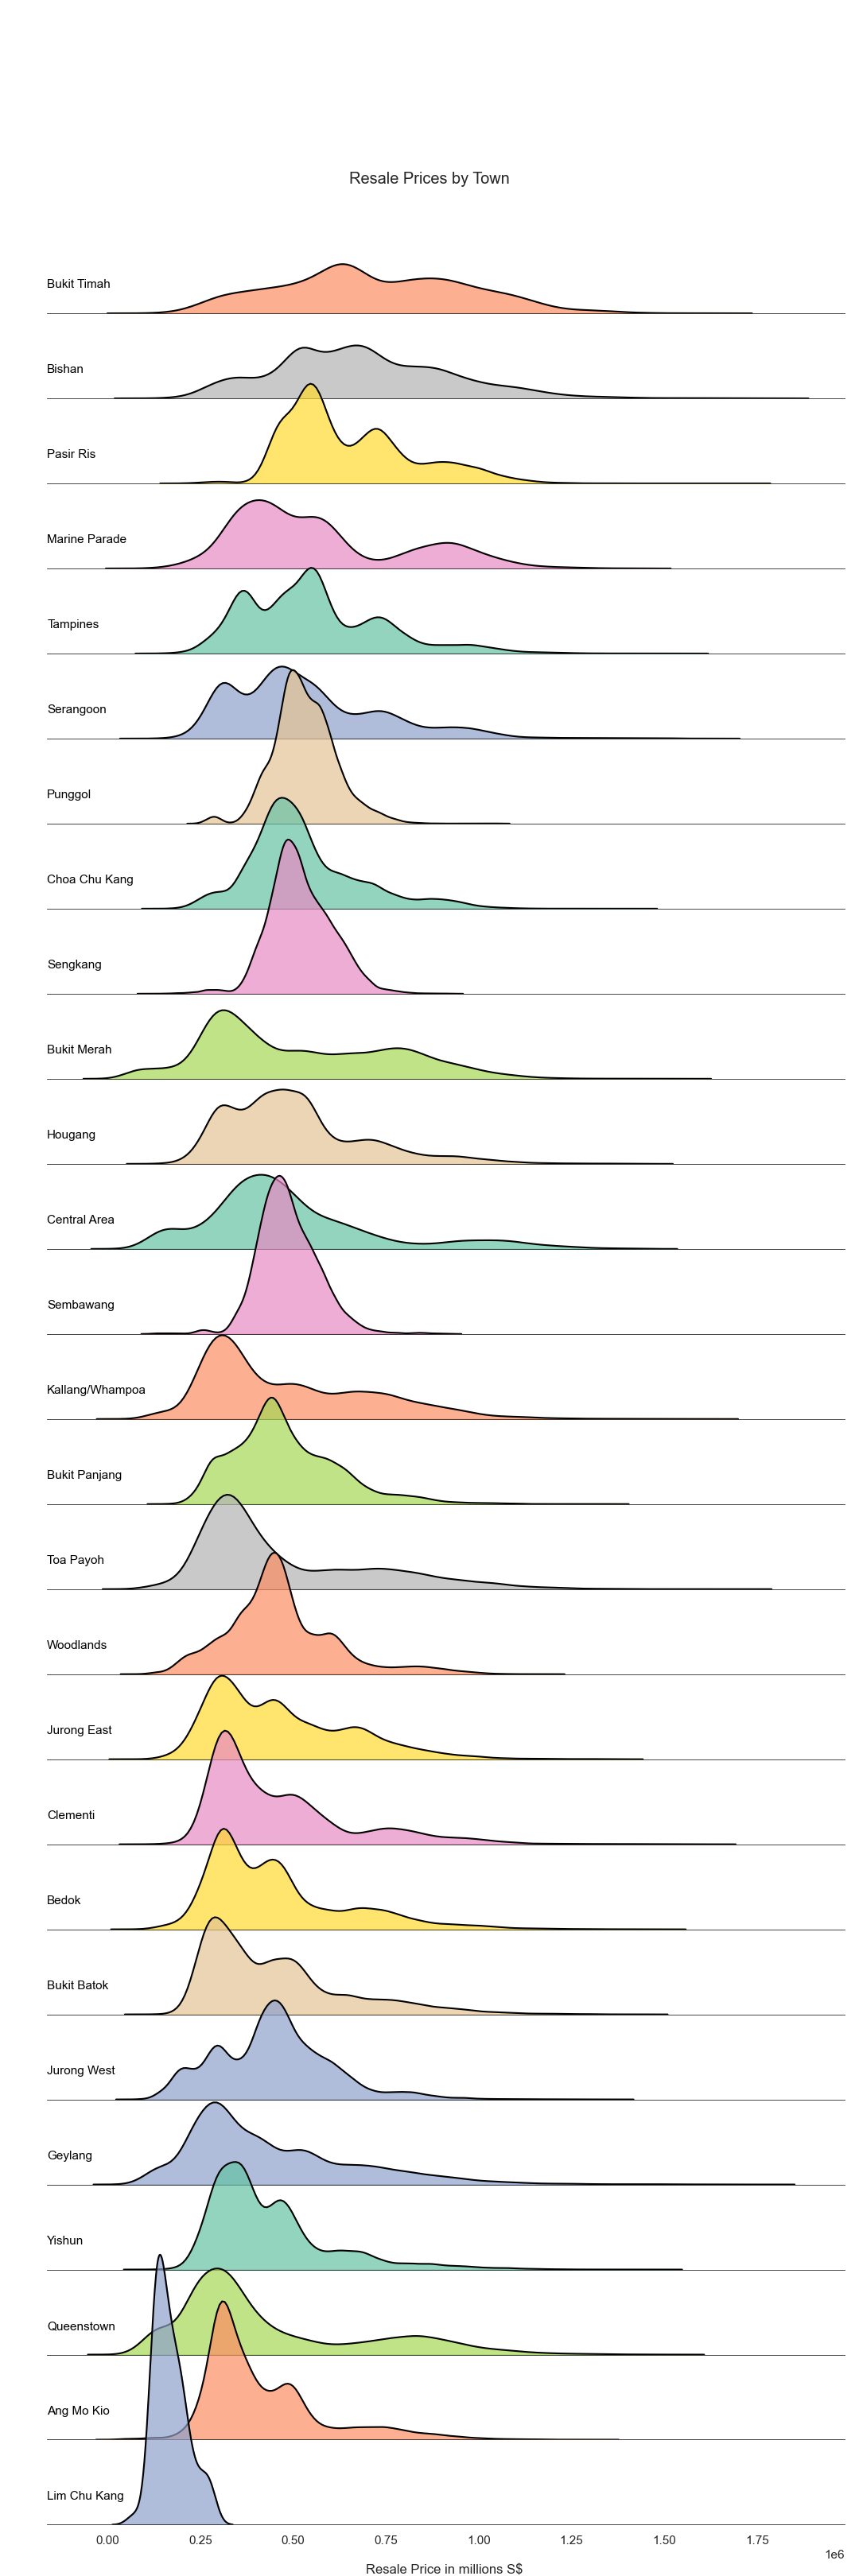 Resale Prices by Town
Bukit Timah
Bishan
Pasir Ris
Marine Parade
Tampines
Serangoon
Punggol
Choa Chu Kang
Sengkang
Bukit Merah
Hougang
Central Area
Sembawang
Kallang/Whampoa
Bukit Panjang
Toa Payoh
Woodlands
Jurong East
Clementi
Bedok
Bukit Batok
Jurong West
Geylang
Yishun
Queenstown
Ang Mo Kio
Lim Chu Kang
0.00 0.25 0.50 0.75 1.00 1.25 1.50 1.75
1e6
Resale Price in millions S$